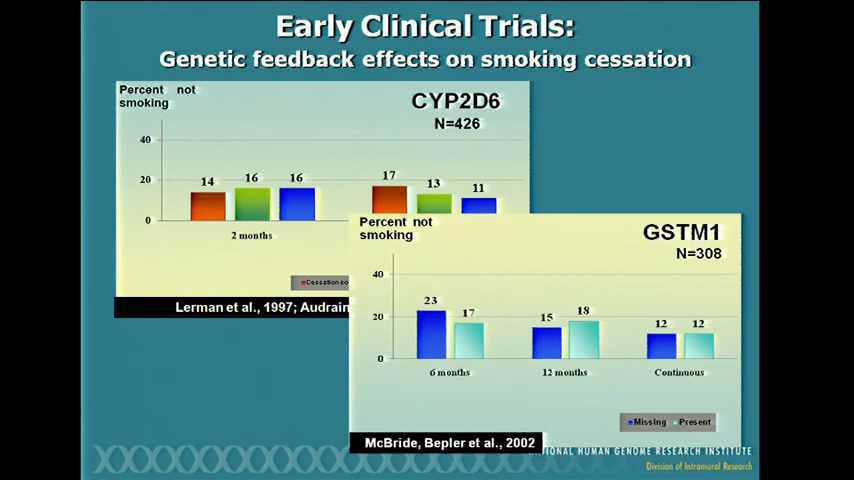 Early Clinical Trials:
Genetic feedback effects on smoking cessation
Percent not
smoking
CYP2D6
N=426
40
20
0
14
16
16
17
13
11
2 months
Cessation
Lerman et al., 1997; Audrain
Percent not
smoking
GSTM1
N=308
40
20
0
23
17
15
18
12
12
6 months
12 months
Continuous
Missing
Present
McBride, Bepler et al., 2002
NATIONAL HUMAN GENOME RESEARCH INSTITUTE
Division of Intramural Research